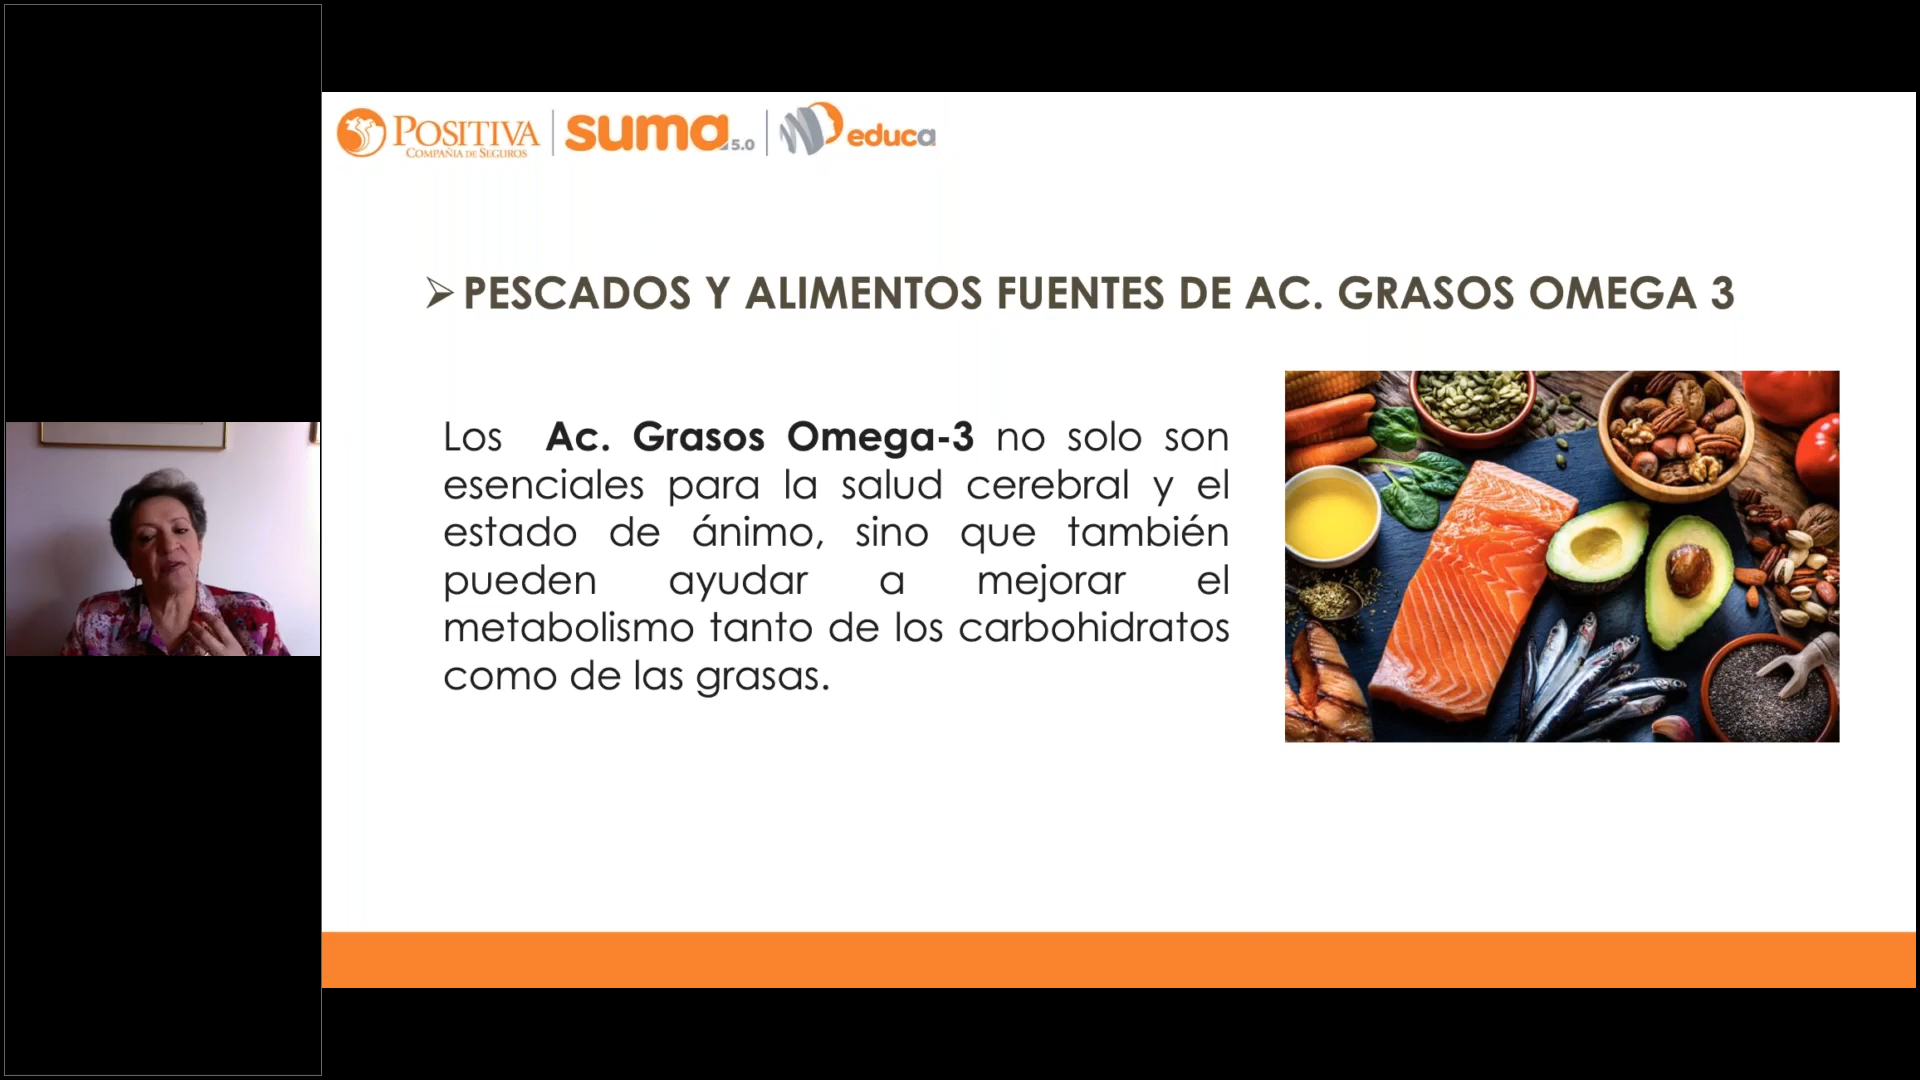 POSITIVA
COMPAÑIA DE SEGUROS
suma 5.0
educa
➢ PESCADOS Y ALIMENTOS FUENTES DE AC. GRASOS OMEGA 3
Los Ac. Grasos Omega-3 no solo son
esenciales para la salud cerebral y el
estado de ánimo, sino que también
pueden ayudar a mejorar el
metabolismo tanto de los carbohidratos
como de las grasas.